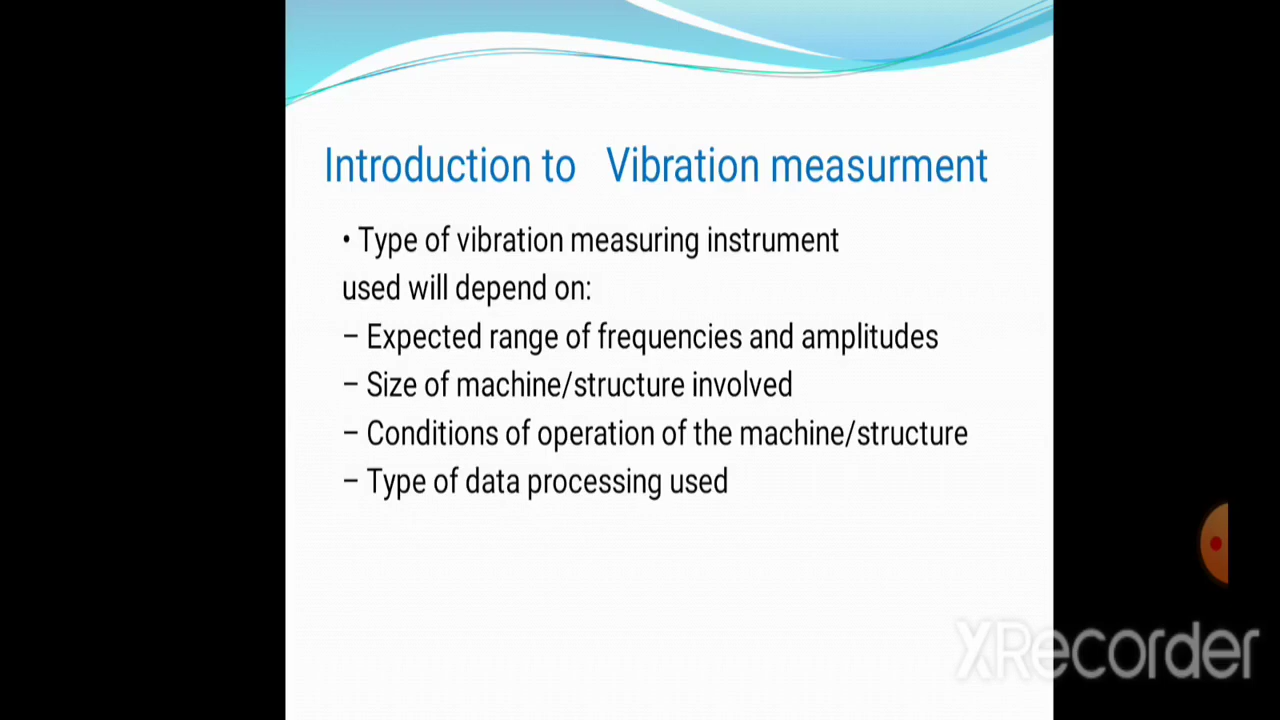 Introduction to Vibration measurment
• Type of vibration measuring instrument
used will depend on:
– Expected range of frequencies and amplitudes
– Size of machine/structure involved
– Conditions of operation of the machine/structure
– Type of data processing used
XRecorder